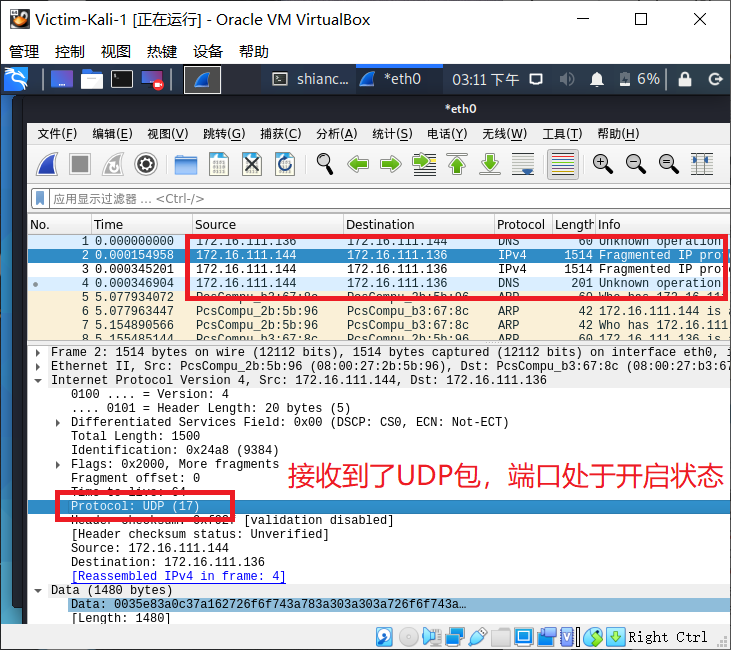 Victim-Kali-1 [正在运行] - Oracle VM VirtualBox
管理 控制 视图 热键 设备 帮助
shianc... *eth0 03:11 下午 6%
*eth0
文件(F) 编辑(E) 视图(V) 跳转(G) 捕获(C) 分析(A) 统计(S) 电话(Y) 无线(W) 工具(T) 帮助(H)
应用显示过滤器 … <Ctrl-/>
No. Time Source Destination Protocol Length Info
1 0.000000000 172.16.111.136 172.16.111.144 DNS 60 Unknown operation
2 0.000154958 172.16.111.144 172.16.111.136 IPv4 1514 Fragmented IP pro
3 0.000345201 172.16.111.144 172.16.111.136 IPv4 1514 Fragmented IP pro
4 0.000346904 172.16.111.144 172.16.111.136 DNS 201 Unknown operation
5 5.077934072 PcsCompu_b3:67:8c PcsCompu_2b:5b:96 ARP 60 Who has 172.16.111
6 5.077963447 PcsCompu_2b:5b:96 PcsCompu_b3:67:8c ARP 42 172.16.111.144 is a
7 5.154890566 PcsCompu_2b:5b:96 PcsCompu_b3:67:8c ARP 42 Who has 172.16.111
8 5.155485144 PcsCompu_b3:67:8c PcsCompu_2b:5b:96 ARP 60 172.16.111.136 is
Frame 2: 1514 bytes on wire (12112 bits), 1514 bytes captured (12112 bits) on interface eth0, i
Ethernet II, Src: PcsCompu_2b:5b:96 (08:00:27:2b:5b:96), Dst: PcsCompu_b3:67:8c (08:00:27:b3:67
Internet Protocol Version 4, Src: 172.16.111.144, Dst: 172.16.111.136
0100 .... = Version: 4
.... 0101 = Header Length: 20 bytes (5)
Differentiated Services Field: 0x00 (DSCP: CS0, ECN: Not-ECT)
Total Length: 1500
Identification: 0x24a8 (9384)
Flags: 0x2000, More fragments
Fragment offset: 0
接收到了UDP包，端口处于开启状态
Time to live: 64
Protocol: UDP (17)
Header checksum: [validation disabled]
[Header checksum status: Unverified]
Source: 172.16.111.144
Destination: 172.16.111.136
[Reassembled IPv4 in frame: 4]
Data (1480 bytes)
Data: 0035e83a0c37a162726f6f743a783a303a303a726f6f743a…
[Length: 1480]
Right Ctrl